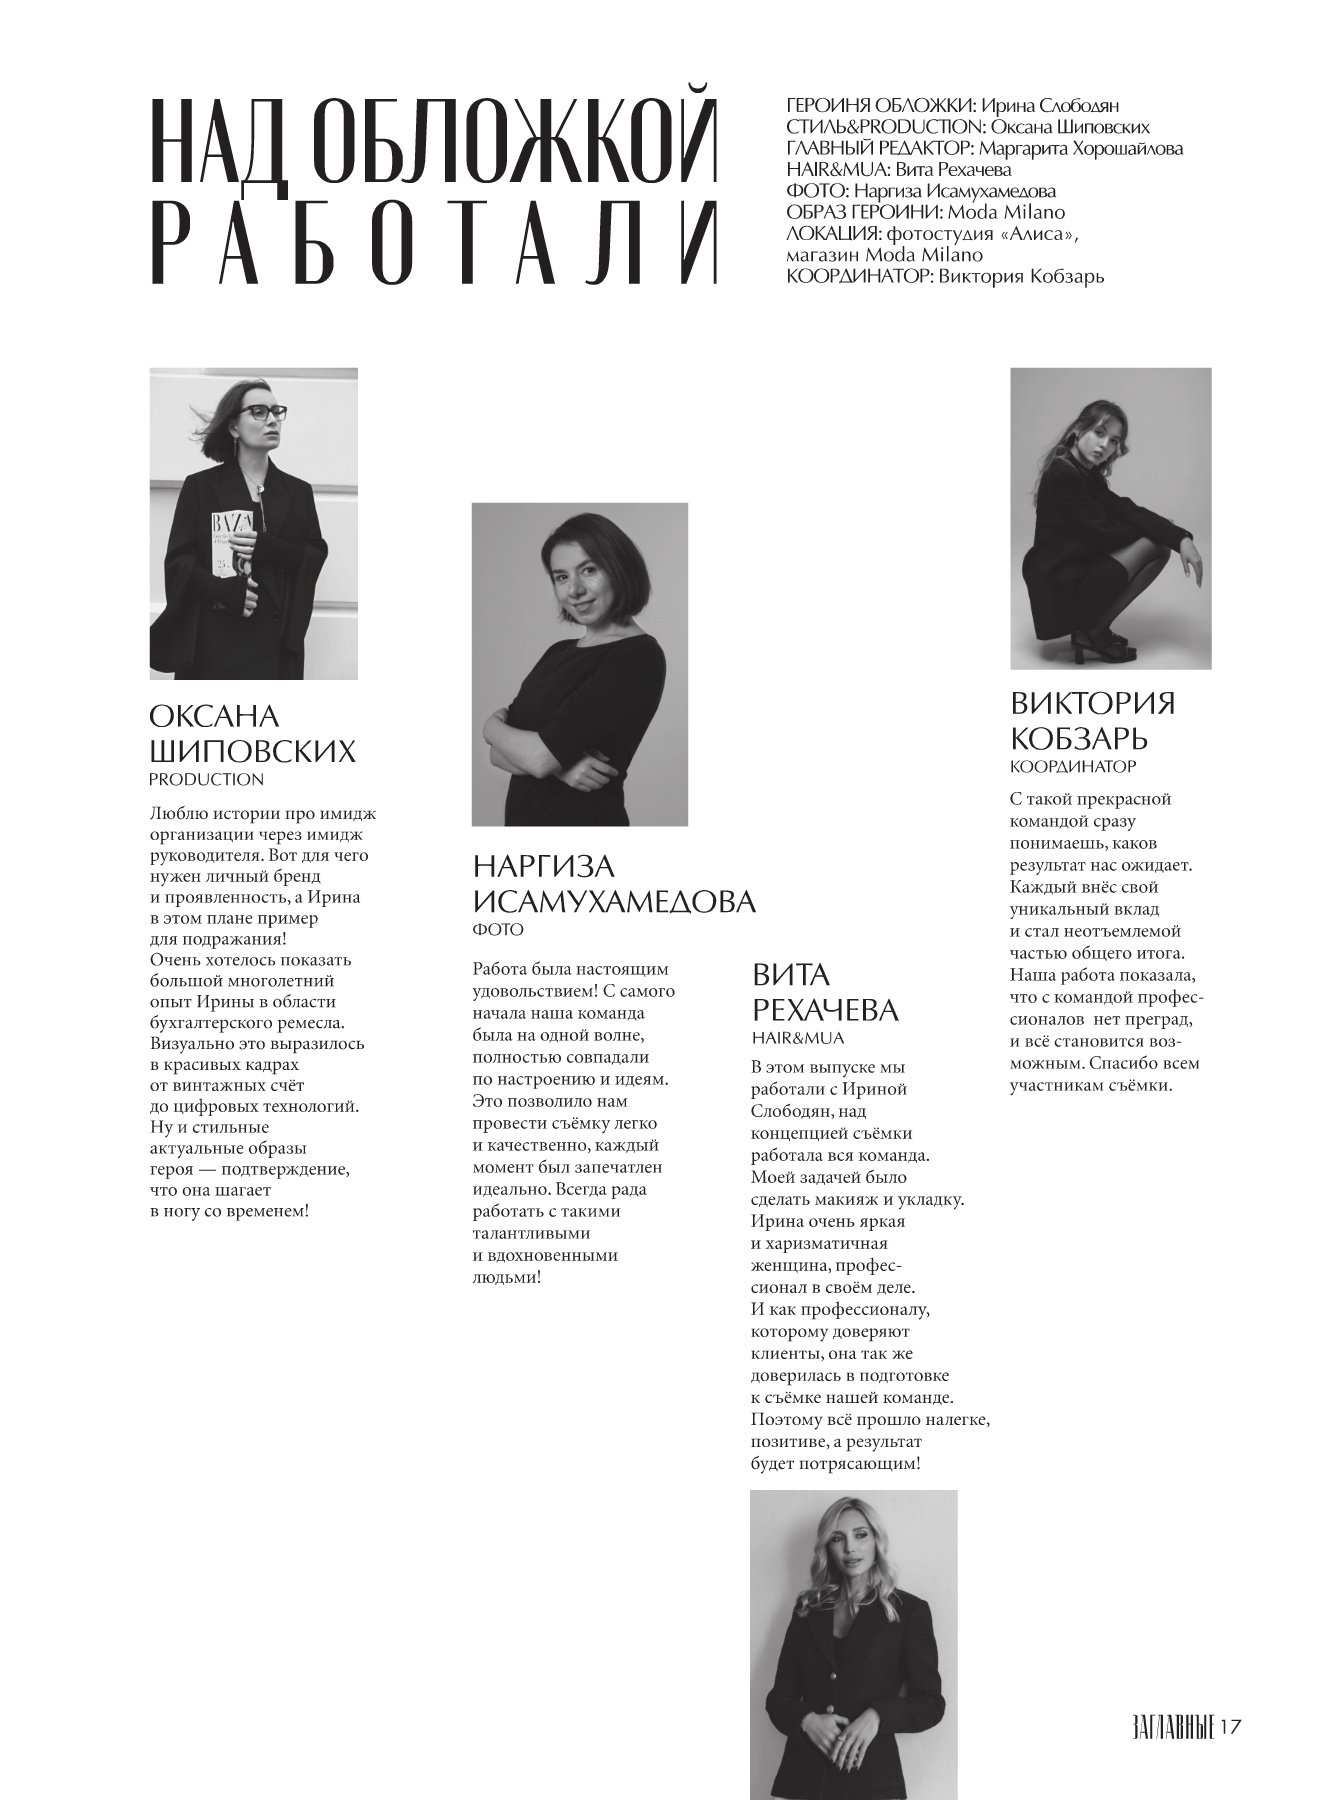 НАД ОБЛОЖКОЙ
РАБОТАЛИ
ГЕРОИНЯ ОБЛОЖКИ: Ирина Слободян
СТИЛЬ&PRODUCTION: Оксана Шиповских
ГЛАВНЫЙ РЕДАКТОР: Маргарита Хорошайлова
HAIR&MUA: Вита Рехачева
ФОТО: Наргиза Исамухамедова
ОБРАЗ ГЕРОИНИ: Moda Milano
ЛОКАЦИЯ: фотостудия «Алиса»,
магазин Moda Milano
КООРДИНАТОР: Виктория Кобзарь
BAZA
ОКСАНА
ШИПОВСКИХ
PRODUCTION
Люблю истории про имидж
организации через имидж
руководителя. Вот для чего
нужен личный бренд
и проявленность, а Ирина
в этом плане пример
для подражания!
Очень хотелось показать
большой многолетний
опыт Ирины в области
бухгалтерского ремесла.
Визуально это выразилось
в красивых кадрах
от винтажных счёт
до цифровых технологий.
Ну и стильные
актуальные образы
героя — подтверждение,
что она шагает
в ногу со временем!
НАРГИЗА
ИСАМУХАМЕДОВА
ФОТО
Работа была настоящим
удовольствием! С самого
начала наша команда
была на одной волне,
полностью совпадали
по настроению и идеям.
Это позволило нам
провести съёмку легко
и качественно, каждый
момент был запечатлен
идеально. Всегда рада
работать с такими
талантливыми
и вдохновенными
людьми!
ВИТА
РЕХАЧЕВА
HAIR&MUA
В этом выпуске мы
работали с Ириной
Слободян, над
концепцией съёмки
работала вся команда.
Моей задачей было
сделать макияж и укладку.
Ирина очень яркая
и харизматичная
женщина, профес-
сионал в своём деле.
И как профессионалу,
которому доверяют
клиенты, она так же
доверилась в подготовке
к съёмке нашей команде.
Поэтому всё прошло налегке,
позитиве, а результат
будет потрясающим!
ВИКТОРИЯ
КОБЗАРЬ
КООРДИНАТОР
С такой прекрасной
командой сразу
понимаешь, каков
результат нас ожидает.
Каждый внёс свой
уникальный вклад
и стал неотъемлемой
частью общего итога.
Наша работа показала,
что с командой профес-
сионалов нет преград,
и всё становится воз-
можным. Спасибо всем
участникам съёмки.
ЗАГЛАВНЫЕ 17